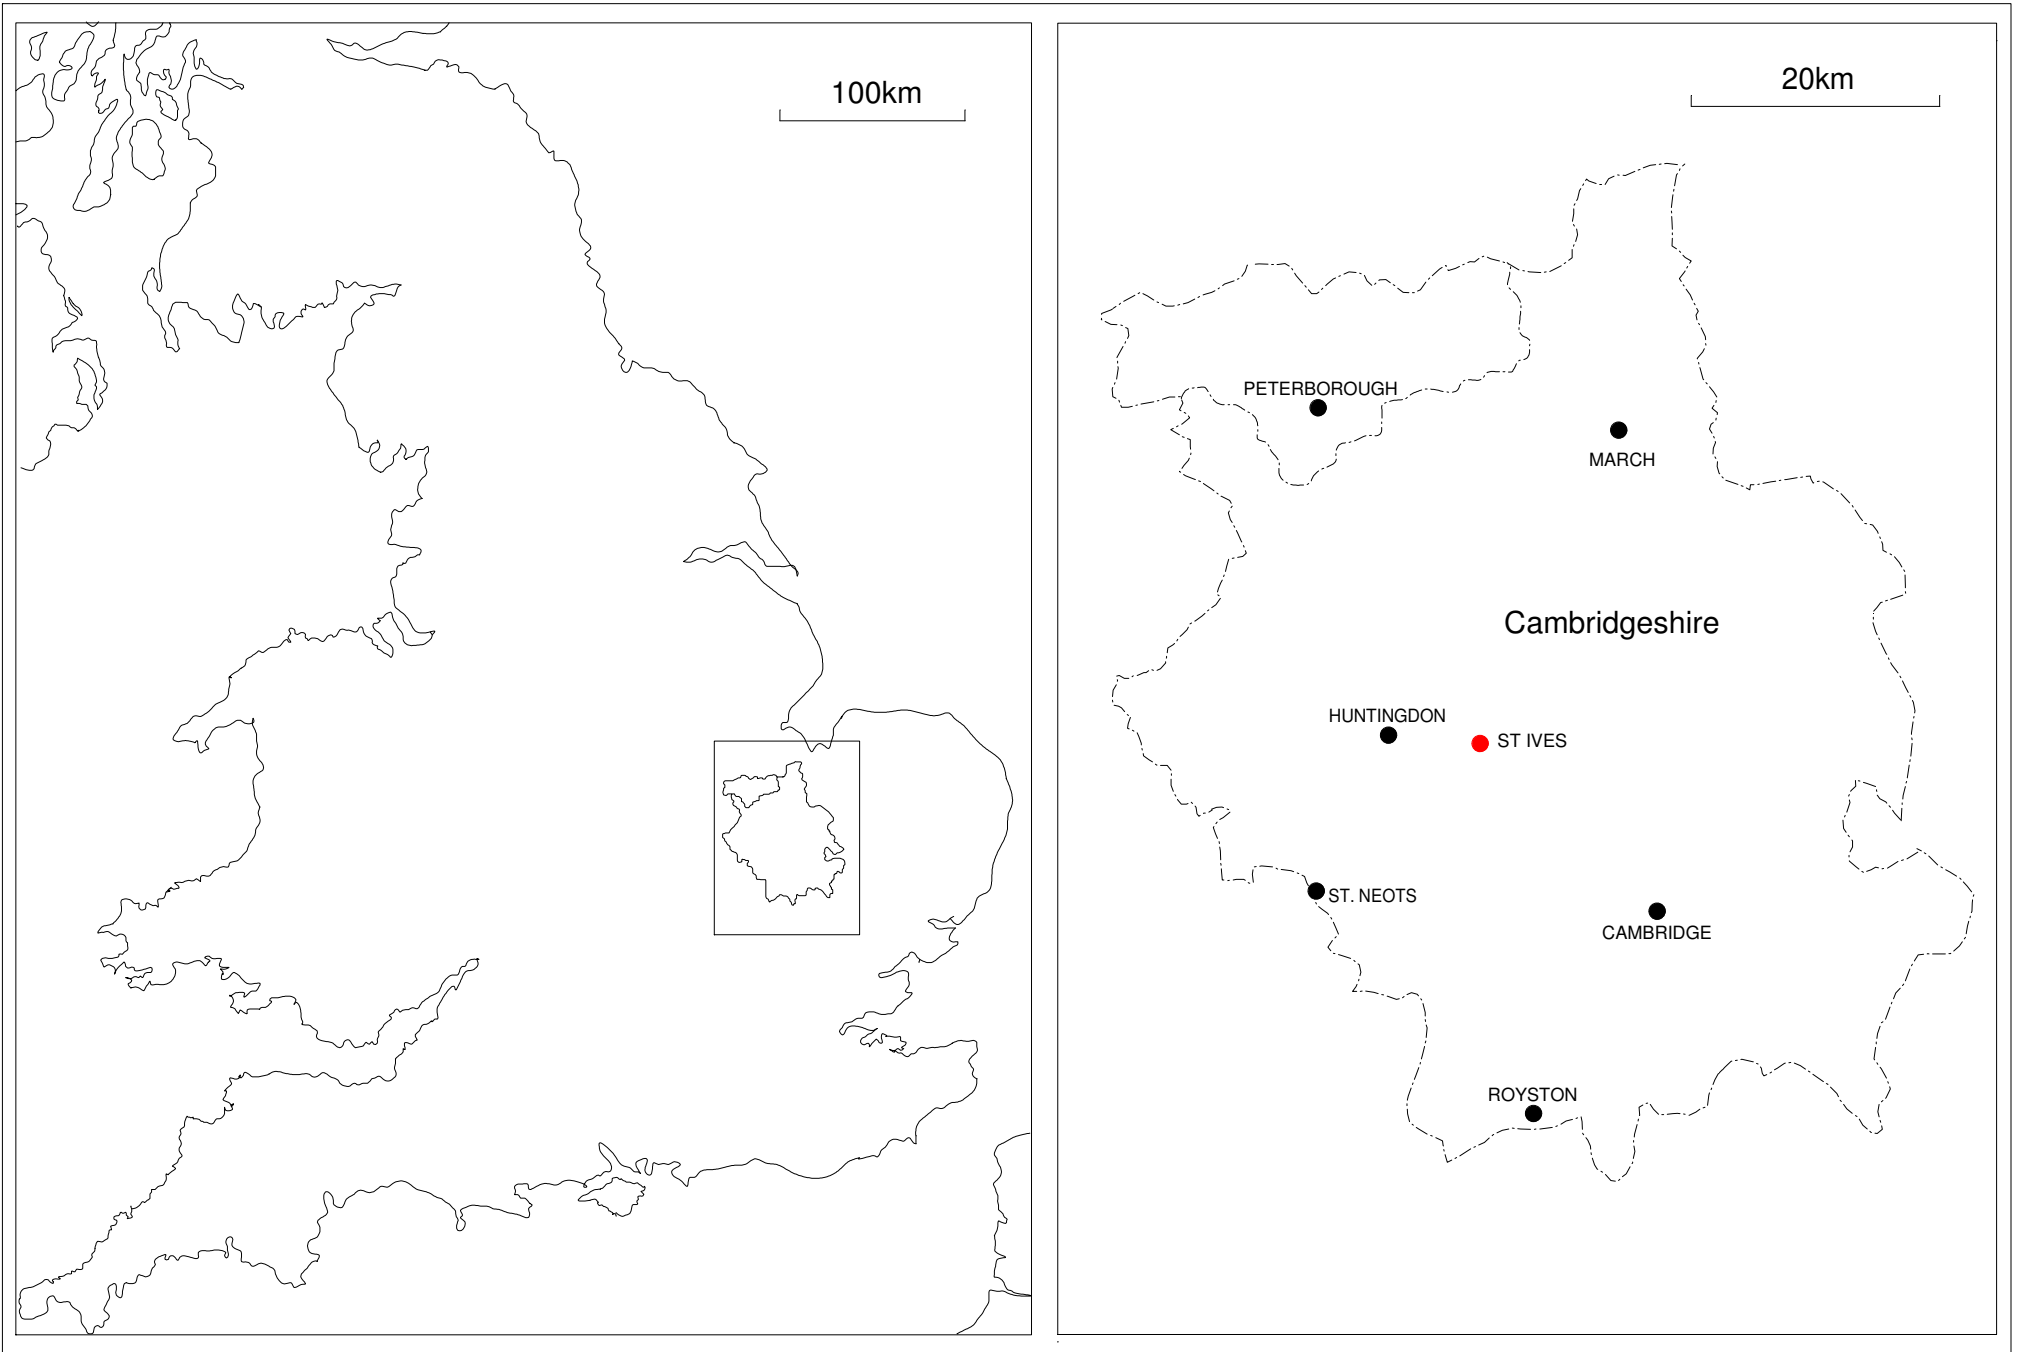 100km
20km
PETERBOROUGH
MARCH
Cambridgeshire
HUNTINGDON
ST IVES
ST. NEOTS
CAMBRIDGE
ROYSTON